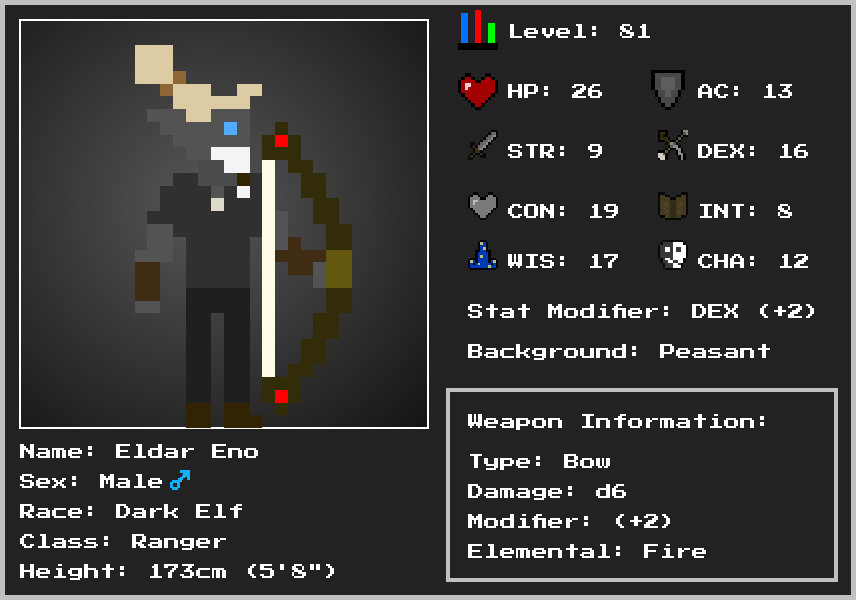 Level: 81
HP: 26 AC: 13
STR: 9 DEX: 16
CON: 19 INT: 8
WIS: 17 CHA: 12
Stat Modifier: DEX (+2)
Background: Peasant
Weapon Information:
Type: Bow
Damage: d6
Modifier: (+2)
Elemental: Fire
Name: Eldar Eno
Sex: Male ♂
Race: Dark Elf
Class: Ranger
Height: 173cm (5'8")